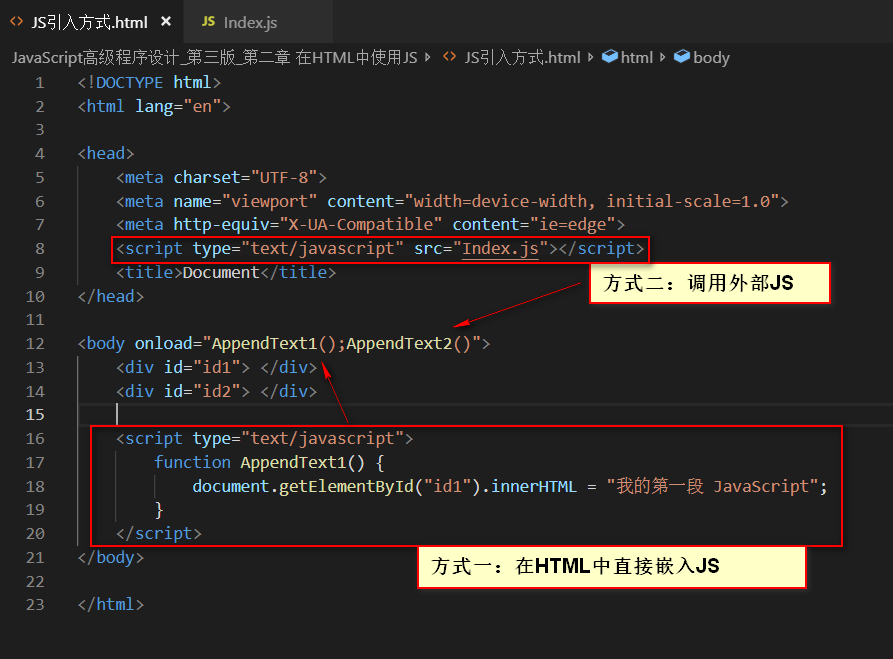 <> JS引入方式.html × JS Index.js
JavaScript高级程序设计_第三版_第二章 在HTML中使用JS > <> JS引入方式.html > html > body
1 <!DOCTYPE html>
2 <html lang="en">
3
4 <head>
5 <meta charset="UTF-8">
6 <meta name="viewport" content="width=device-width, initial-scale=1.0">
7 <meta http-equiv="X-UA-Compatible" content="ie=edge">
8 <script type="text/javascript" src="Index.js"></script>
9 <title>Document</title>
方式二：调用外部JS
10 </head>
11
12 <body onload="AppendText1();AppendText2()">
13 <div id="id1"> </div>
14 <div id="id2"> </div>
15
16 <script type="text/javascript">
17 function AppendText1() {
18 document.getElementById("id1").innerHTML = "我的第一段 JavaScript";
19 }
20 </script>
21 </body>
方式一：在HTML中直接嵌入JS
22
23 </html>